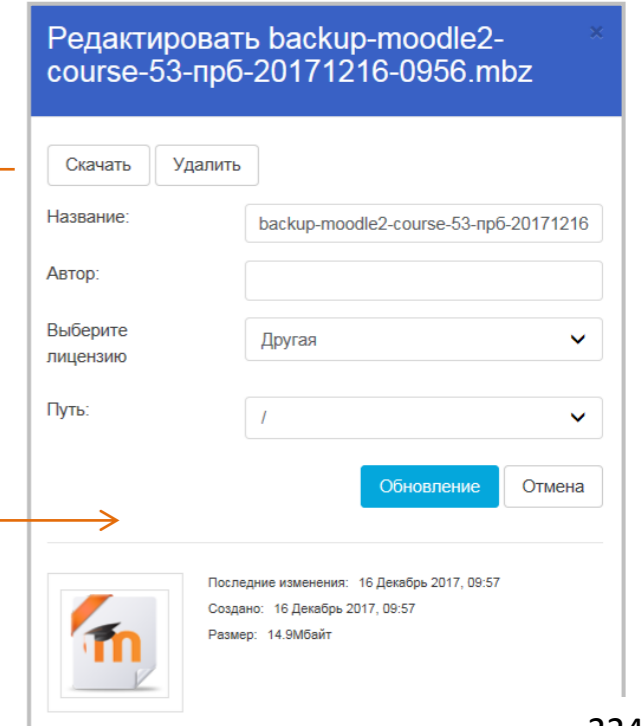 Редактировать backup-moodle2-
course-53-прб-20171216-0956.mbz
×
Скачать Удалить
Название: backup-moodle2-course-53-прб-20171216
Автор:
Выберите
лицензию
Другая
Путь: /
Обновление Отмена
Последние изменения: 16 Декабрь 2017, 09:57
Создано: 16 Декабрь 2017, 09:57
Размер: 14.9Мбайт
m